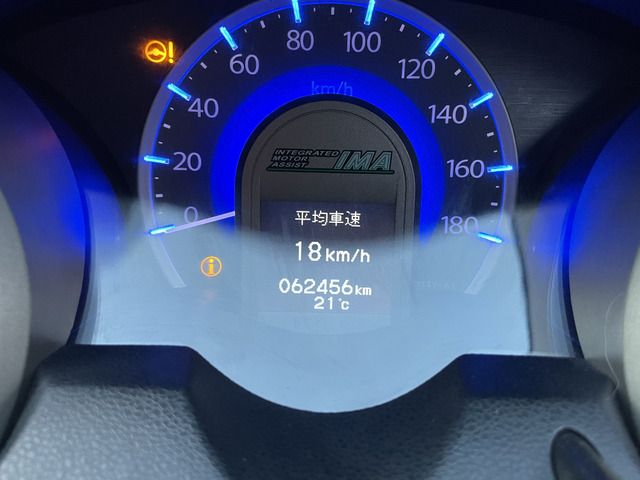 80
100
60
120
40
140
20
160
0
180
km/h
INTEGRATED
MOTOR
ASSIST
IMA
平均車速
18km/h
062456km
21℃